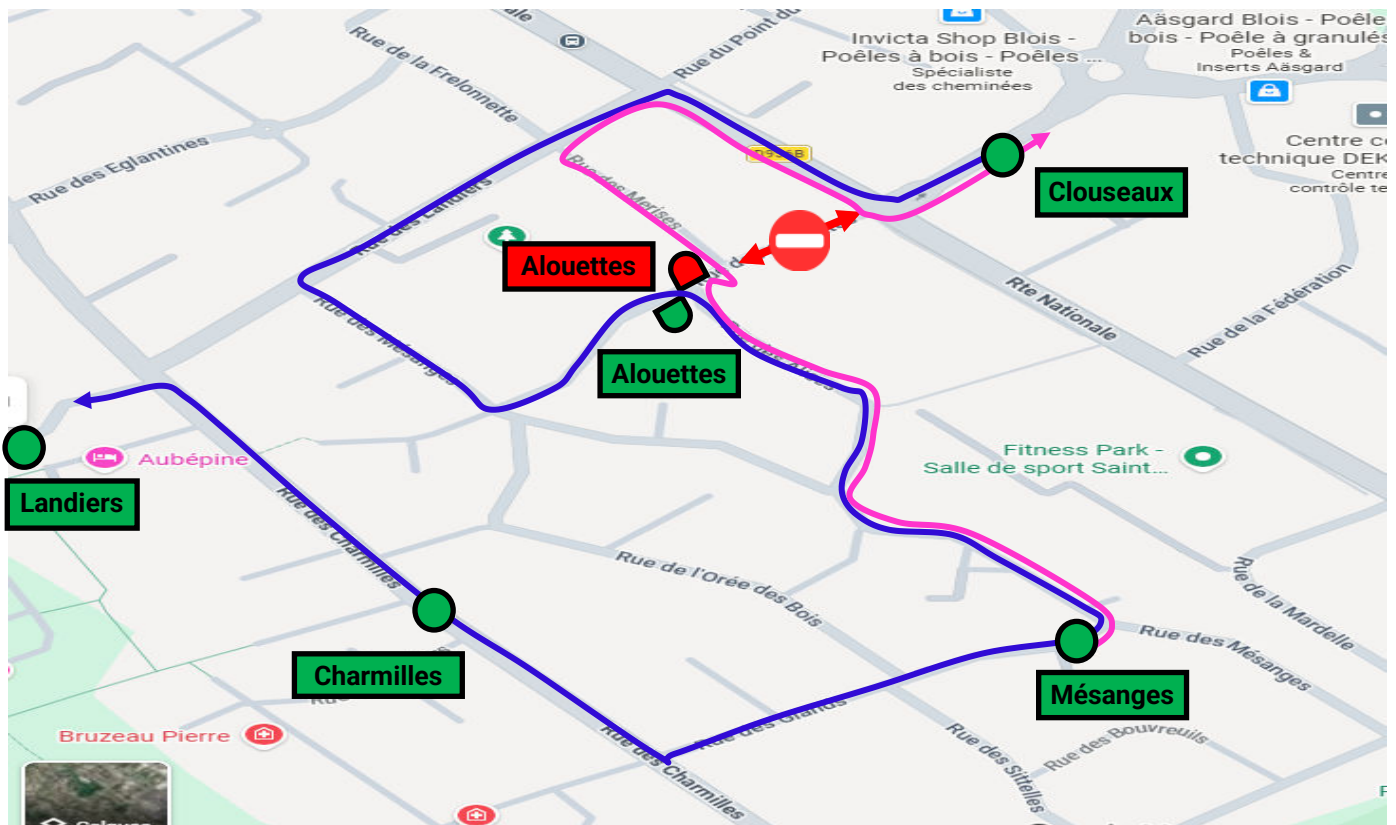 Rue de la Frelonnette
Rue du Point du
Invicta Shop Blois -
Poêles à bois - Poêles ...
Spécialiste
des cheminées
Aäsgard Blois - Poêle
bois - Poêle à granulés
Poêles &
Inserts Aäsgard
Rue des Eglantines
D956B
Centre co
technique DEK
Centre
contrôle te
Rue des Merises
Clouseaux
Rue des Landiers
Alouettes
Rte Nationale
Rue de la Fédération
Rue des Mésanges
Alouettes
Aubépine
Fitness Park -
Salle de sport Saint...
Landiers
Rue des Charmilles
Rue de l'Orée des Bois
Rue de la Mardelle
Charmilles
Rue des Mésanges
Mésanges
Bruzeau Pierre
Rue des Glands
Rue des Charmilles
Rue des Sittelles
Rue des Bouvreuils